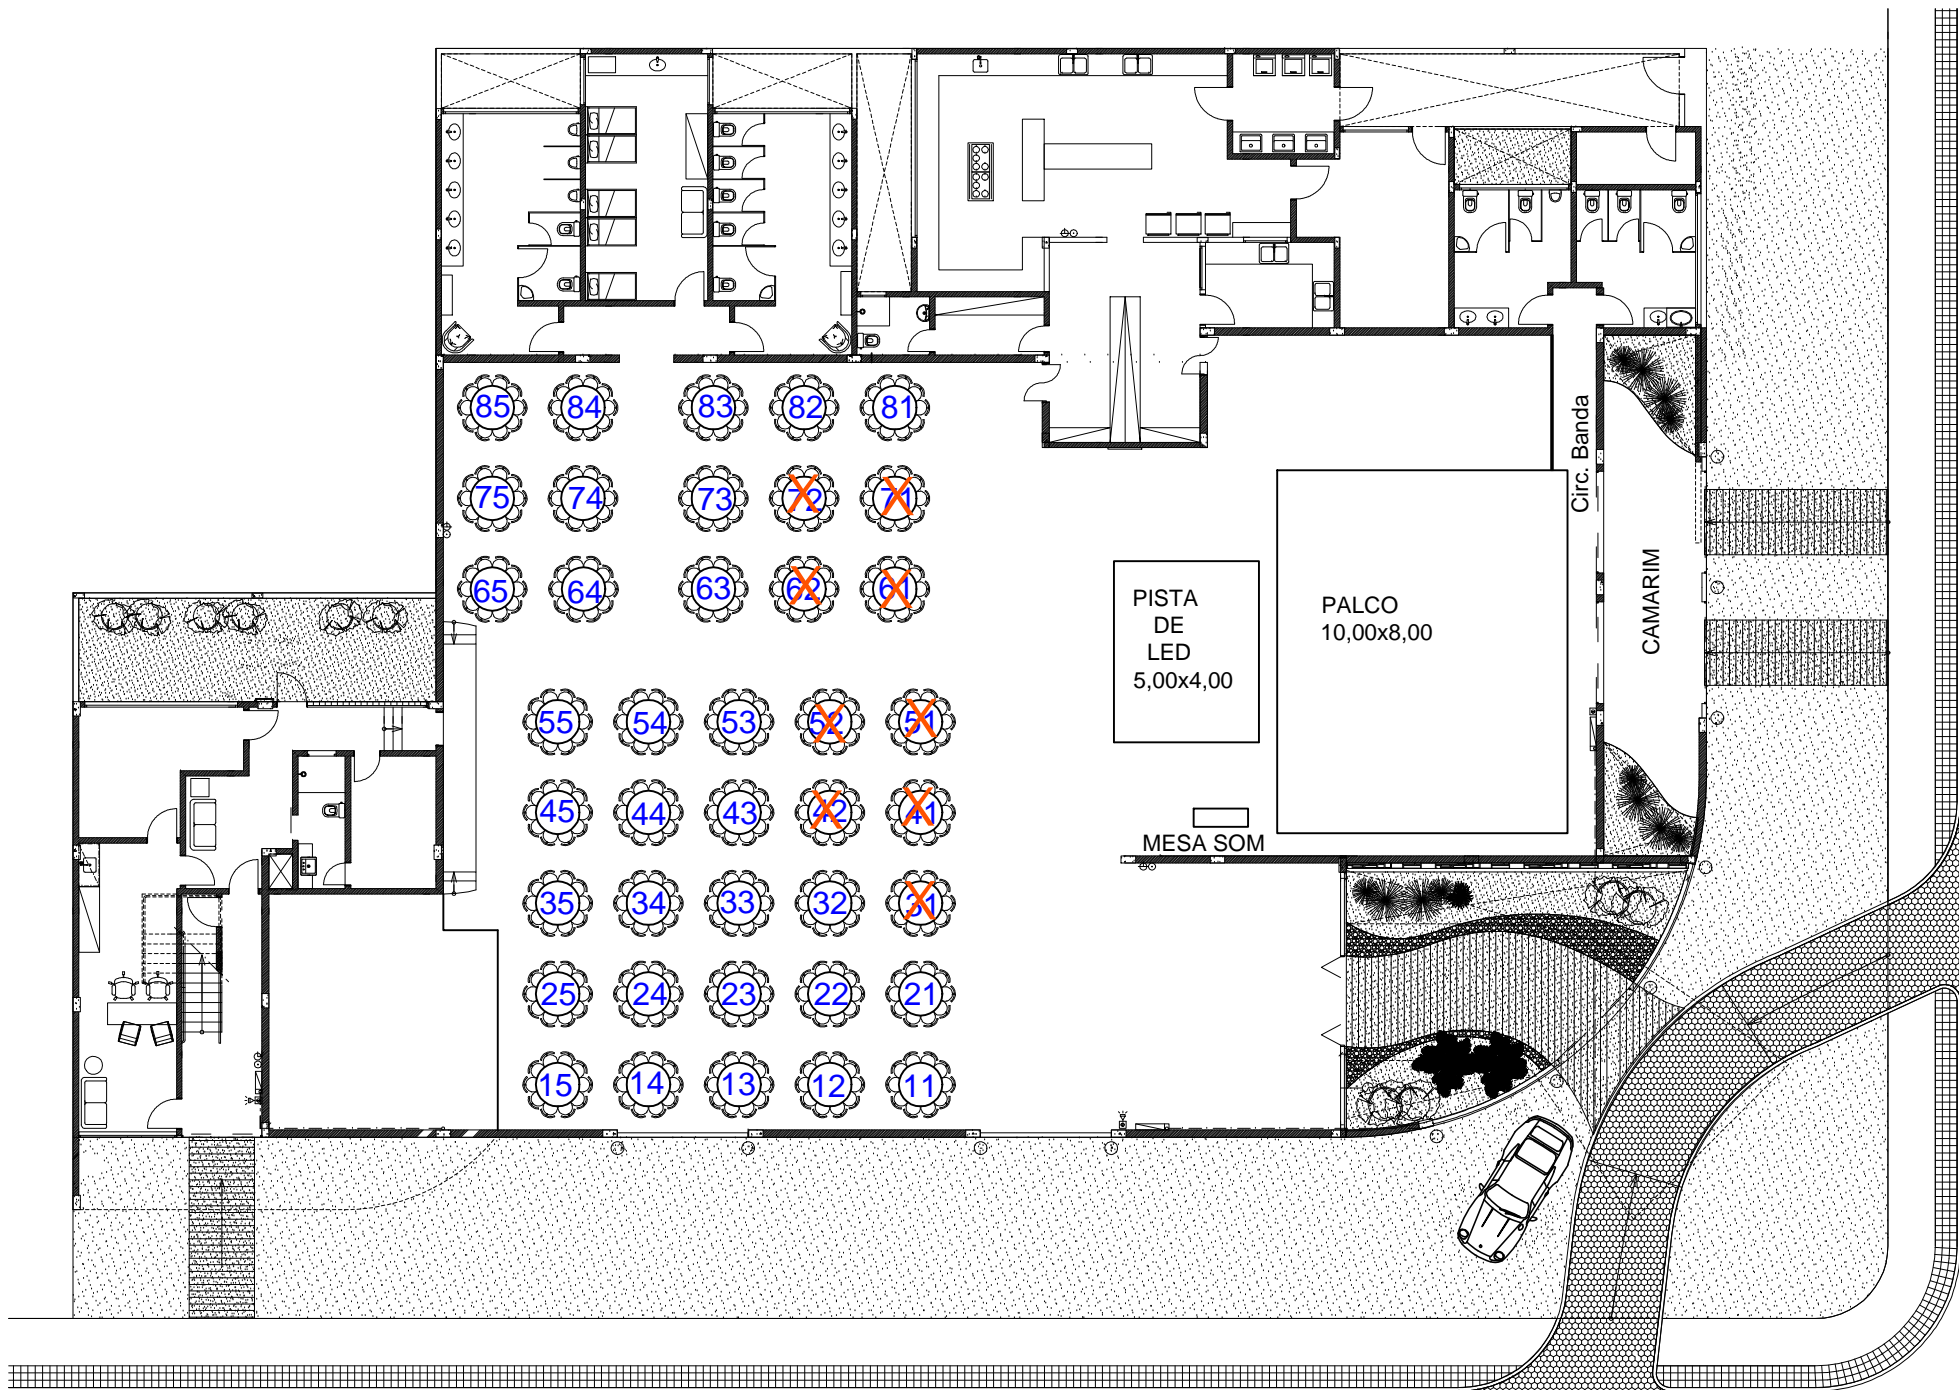 85 84 83 82 81
75 74 73 72 71
65 64 63 62 61
Circ. Banda
CAMARIM
PISTA
DE
LED
5,00x4,00
PALCO
10,00x8,00
55 54 53 52 51
45 44 43 42 41
MESA SOM
35 34 33 32 31
25 24 23 22 21
15 14 13 12 11